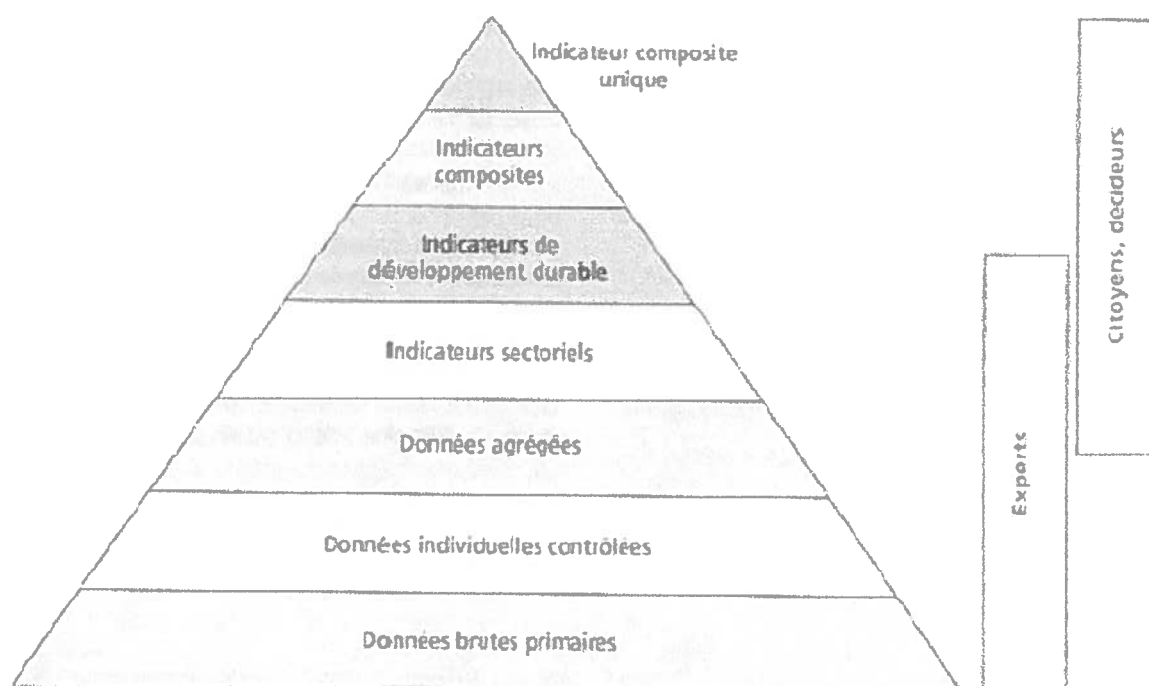 Indicateur composite
unique
Indicateurs
composites
Indicateurs de
développement durable
Indicateurs sectoriels
Données agrégées
Données individuelles contrôlées
Données brutes primaires
Experts
Citoyens, décideurs